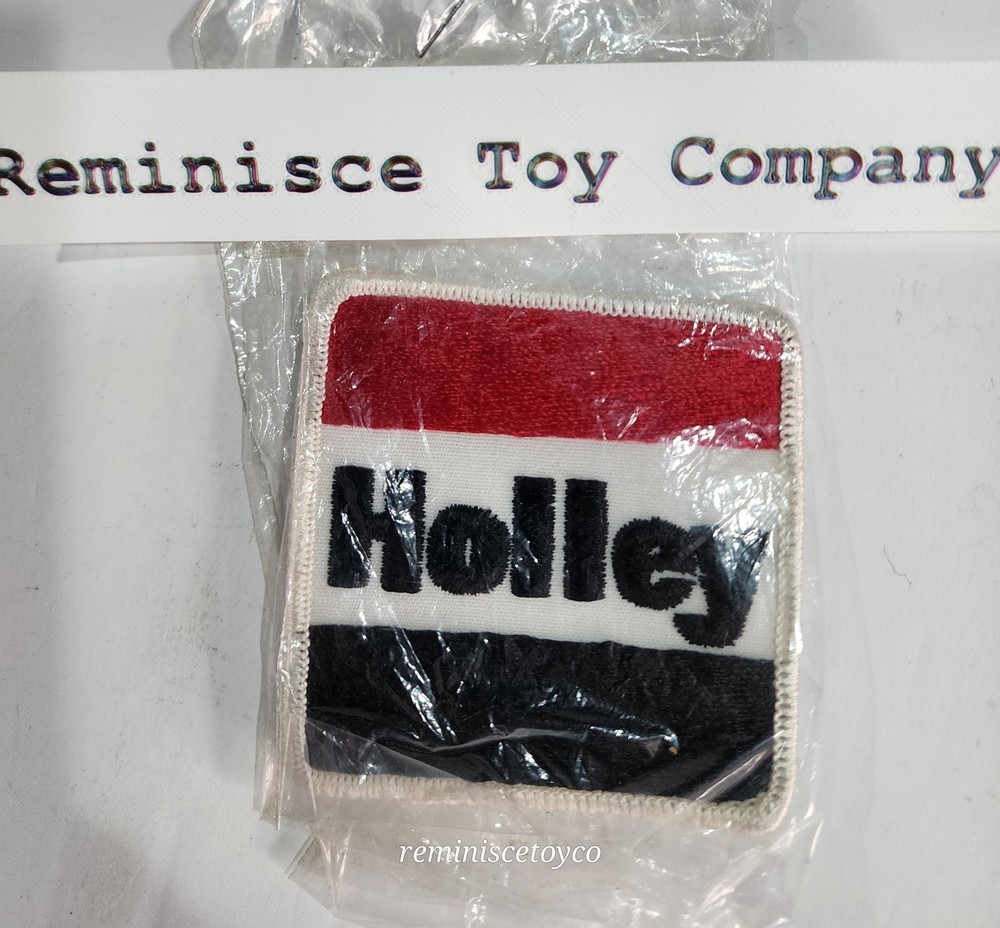 Reminisce Toy Company
Holley
reminiscetoyco